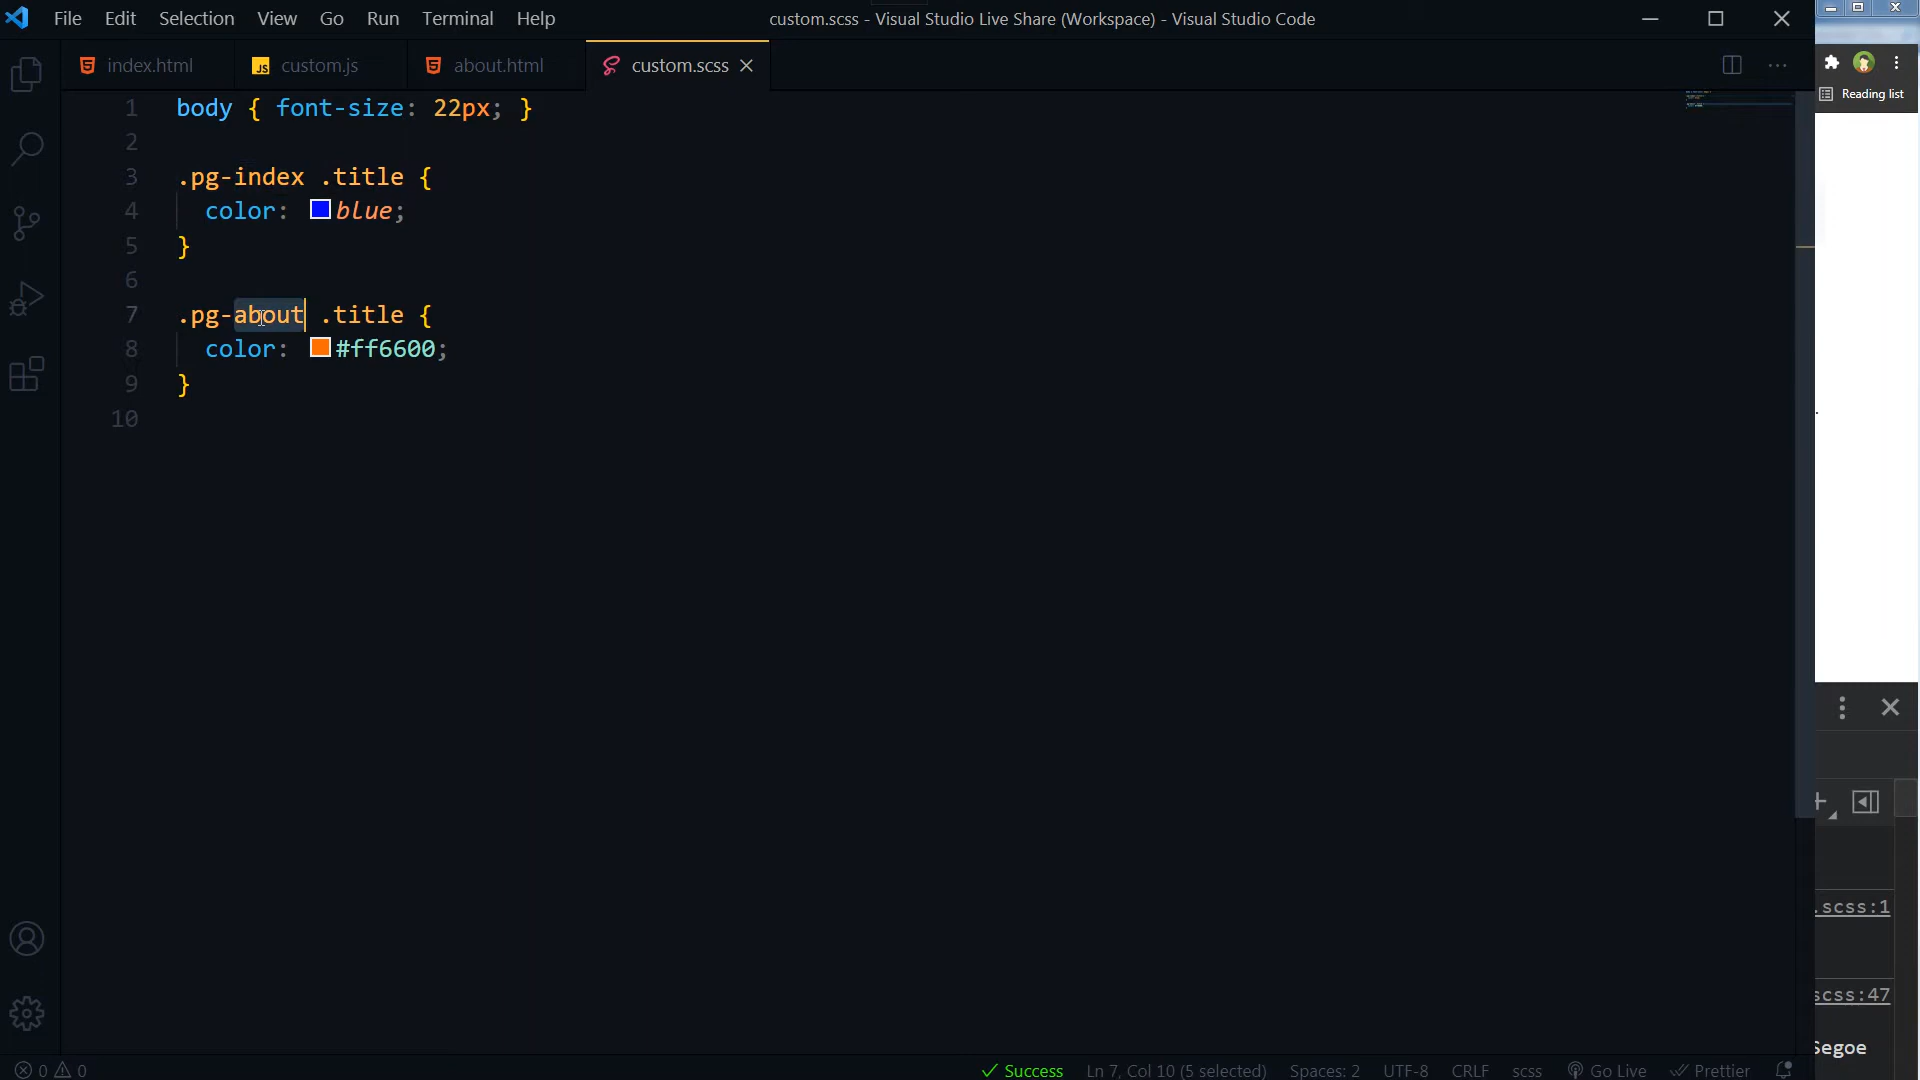 File Edit Selection View Go Run Terminal Help custom.scss - Visual Studio Live Share (Workspace) - Visual Studio Code
index.html JS custom.js about.html custom.scss
Reading list
1 body { font-size: 22px; }
2
3 .pg-index .title {
4 color: blue;
5 }
6
7 .pg-about .title {
8 color: #ff6600;
9 }
10
.scss:1
scss:47
Segoe
0 0 Success Ln 7, Col 10 (5 selected) Spaces: 2 UTF-8 CRLF scss Go Live Prettier